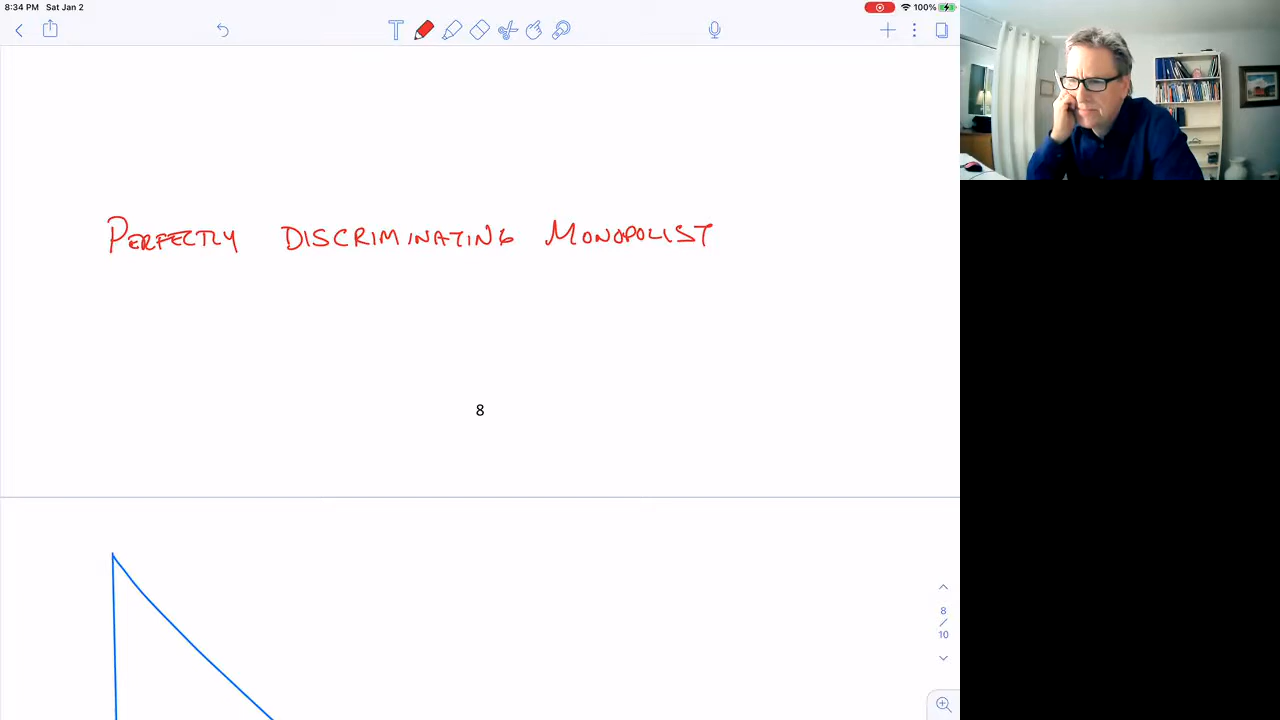 8:34 PM Sat Jan 2
100%
T
PERFECTLY DISCRIMINATING MONOPOLIST
8
8
/
10